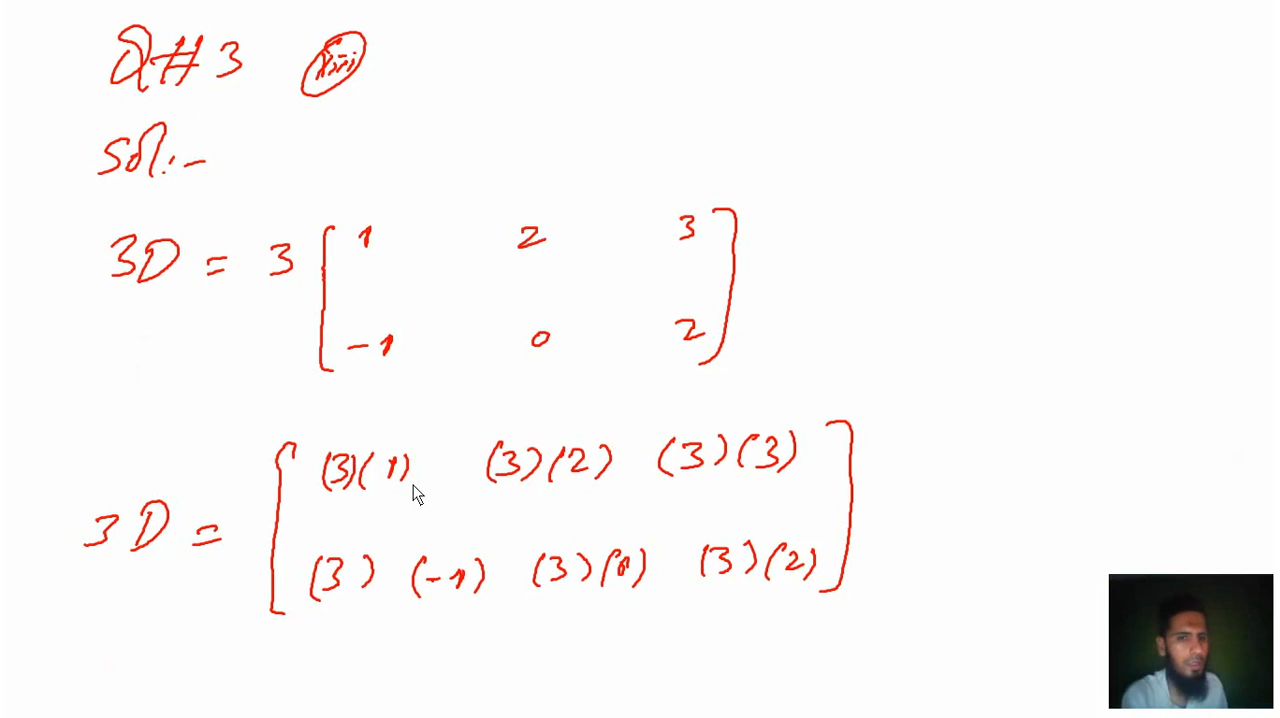 Q#3
Sol:-
3D = 3 [ 1 2 3
-1 0 2 ]
3D = [ (3)(1) (3)(2) (3)(3)
(3) (-1) (3)(0) (3)(2) ]